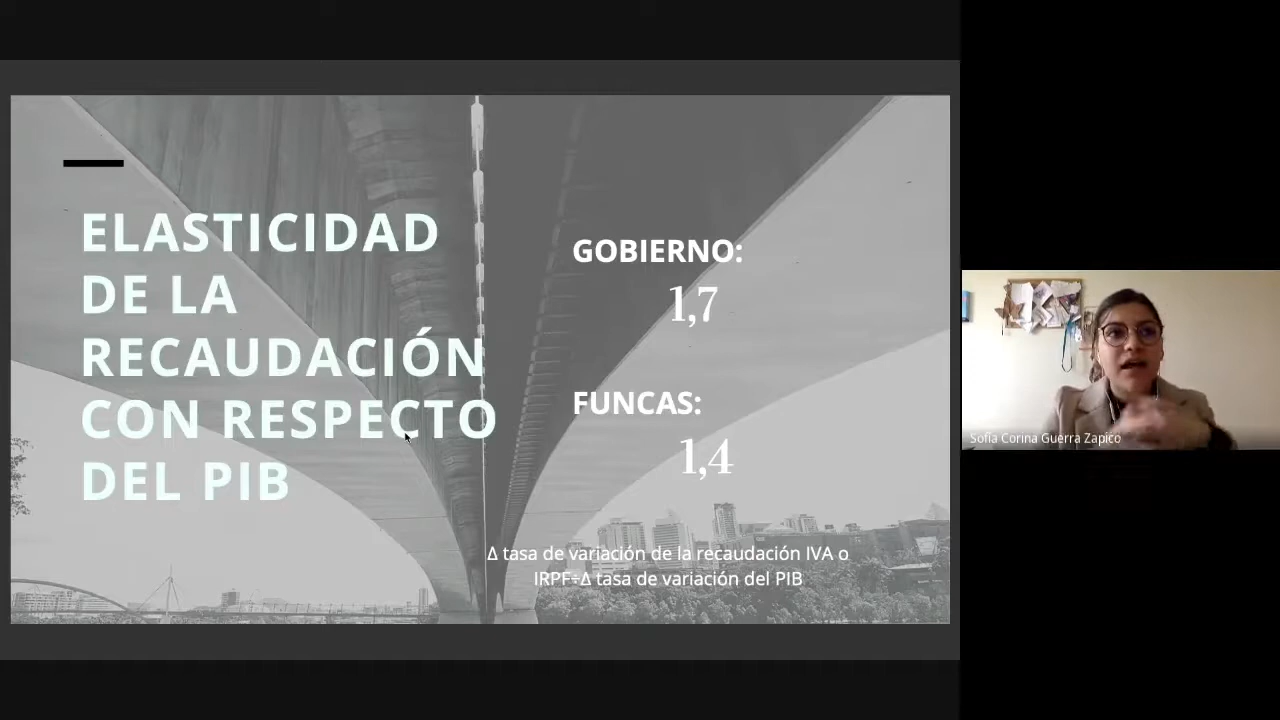 ELASTICIDAD
DE LA
RECAUDACIÓN
CON RESPECTO
DEL PIB
GOBIERNO:
1,7
FUNCAS:
1,4
Δ tasa de variación de la recaudación IVA o
IRPF÷Δ tasa de variación del PIB
Sofía Corina Guerra Zapico